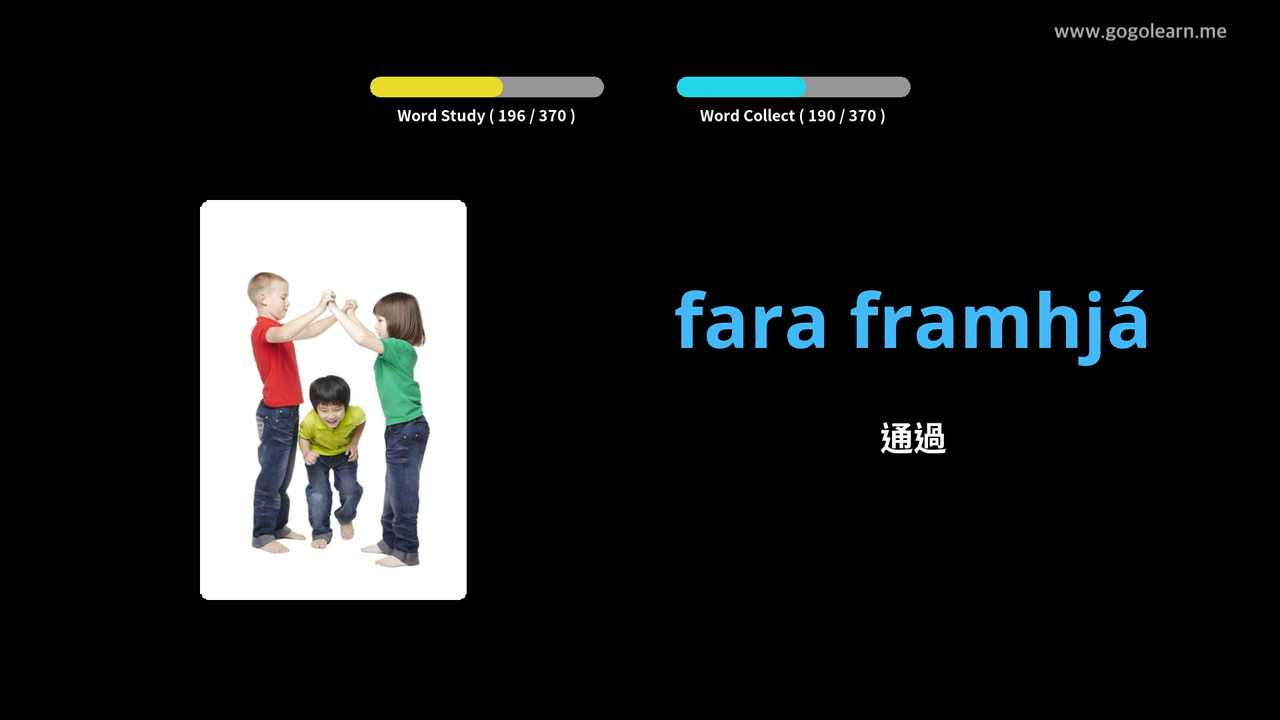 www.gogolearn.me
Word Study ( 196 / 370 )
Word Collect ( 190 / 370 )
fara framhjá
通過